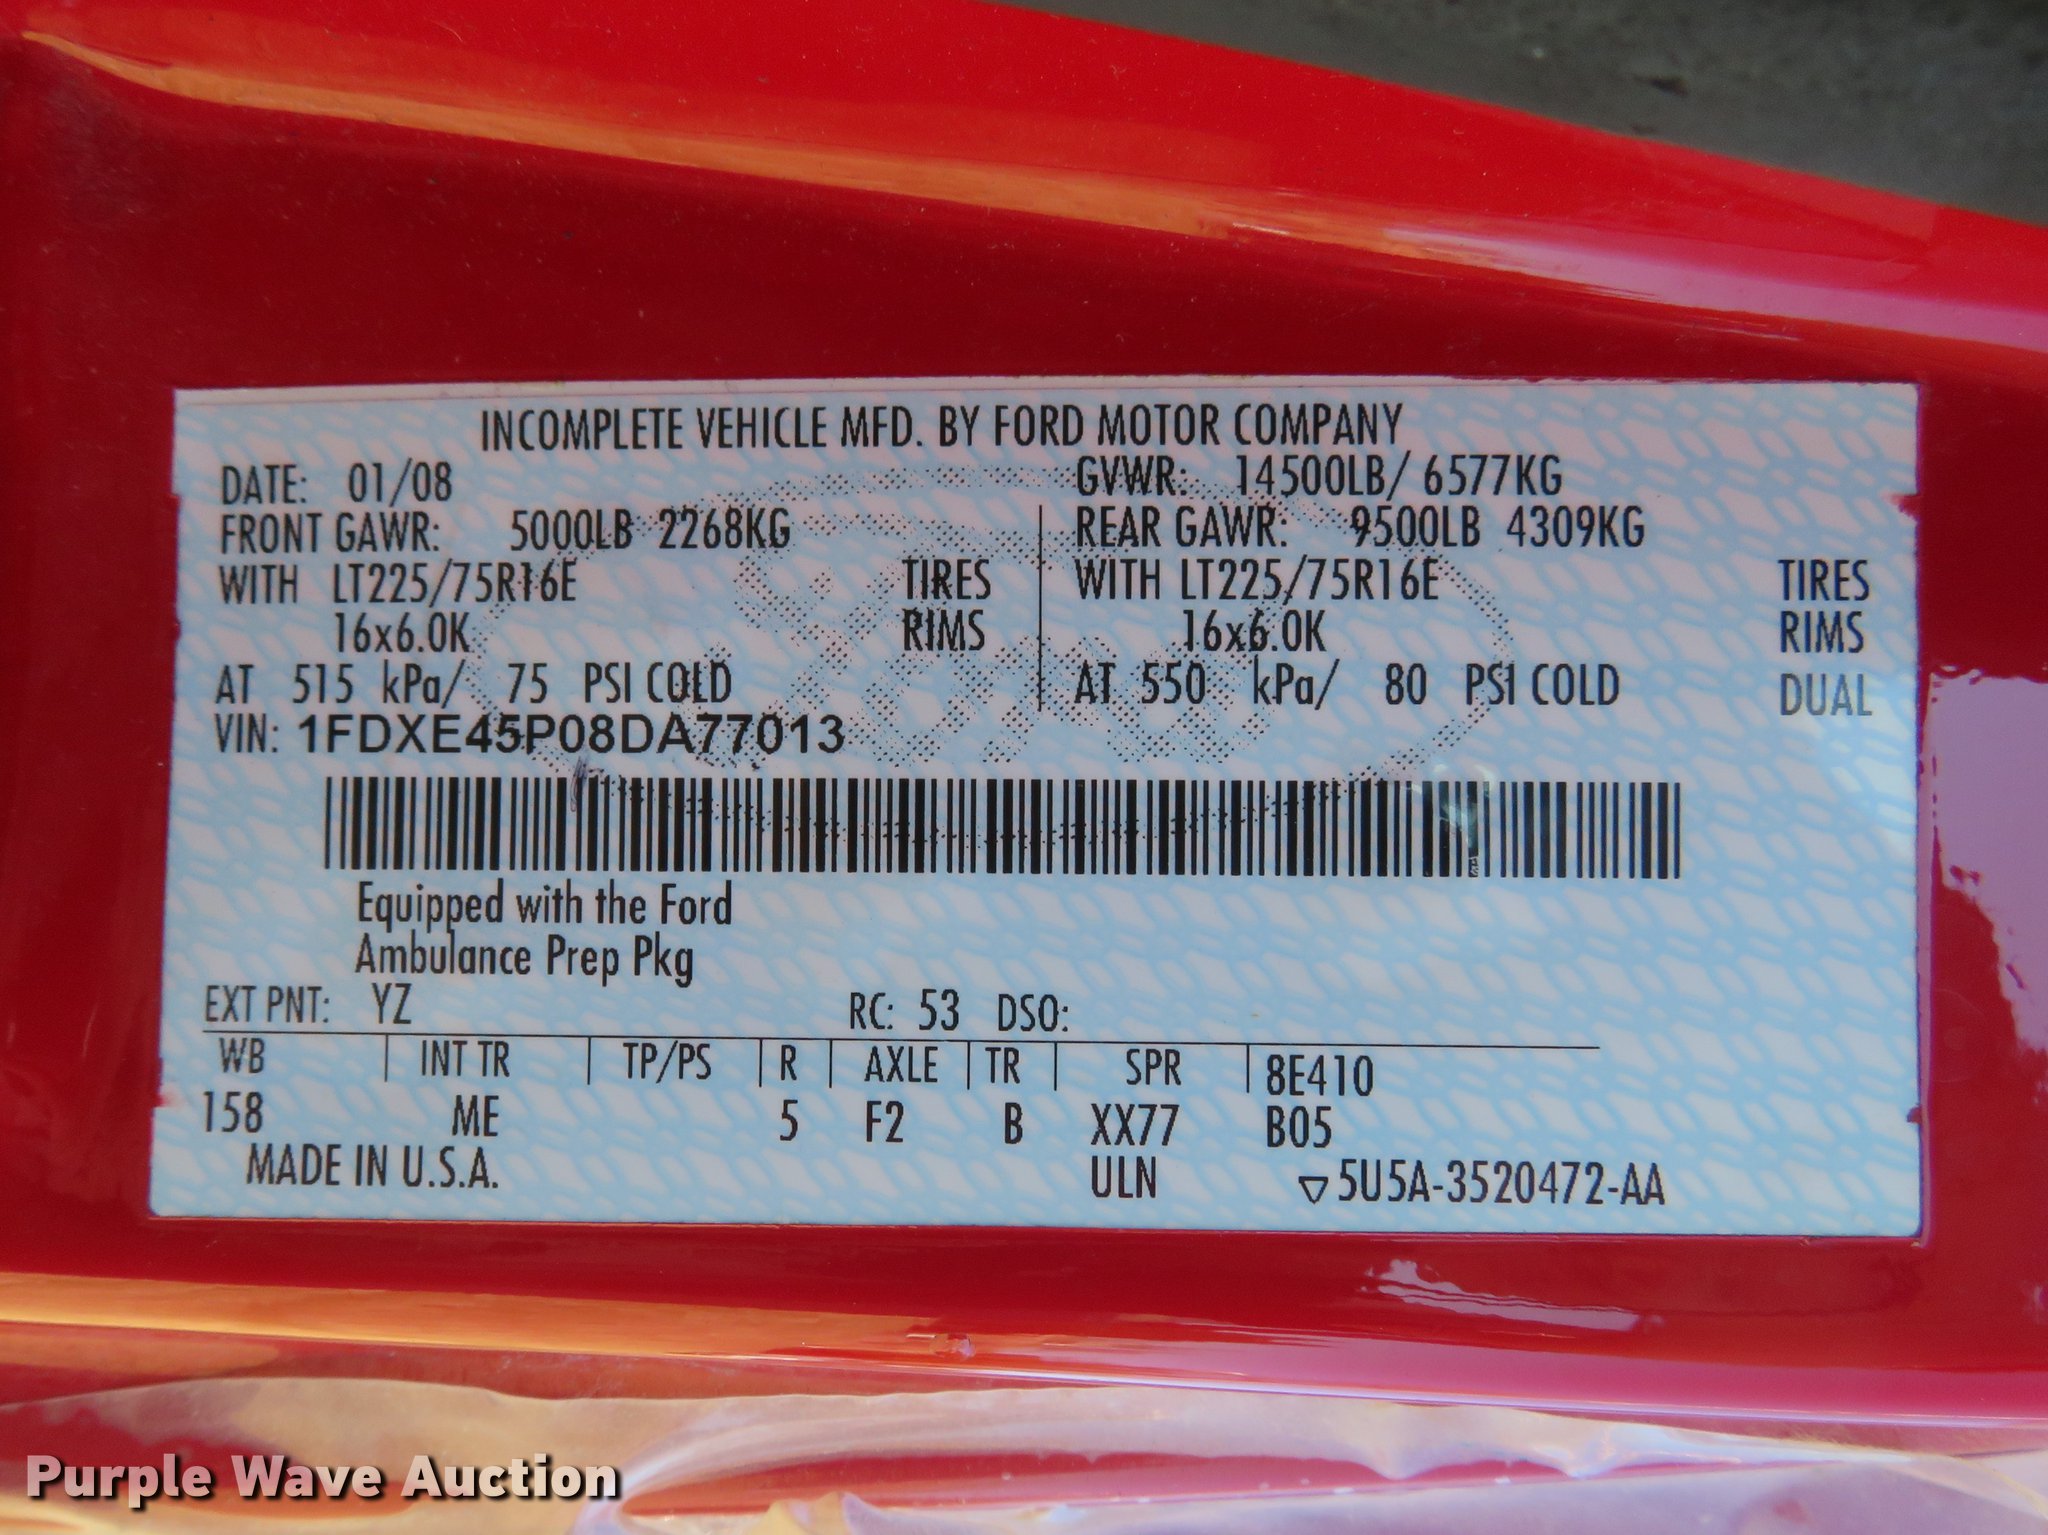 INCOMPLETE VEHICLE MFD. BY FORD MOTOR COMPANY
DATE: 01/08 GVWR: 14500LB/ 6577KG
FRONT GAWR: 5000LB 2268KG REAR GAWR: 9500LB 4309KG
WITH LT225/75R16E TIRES WITH LT225/75R16E TIRES
16x6.0K RIMS 16x6.0K RIMS
AT 515 kPa/ 75 PSI COLD AT 550 kPa/ 80 PSI COLD DUAL
VIN: 1FDXE45P08DA77013
Equipped with the Ford
Ambulance Prep Pkg
EXT PNT: YZ RC: 53 DSO:
WB INT TR TP/PS R AXLE TR SPR 8E410
158 ME 5 F2 B XX77 B05
MADE IN U.S.A. ULN ▽5U5A-3520472-AA
Purple Wave Auction